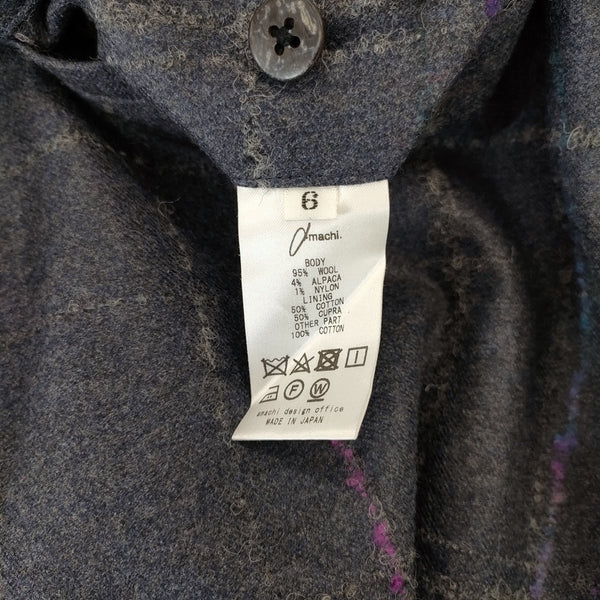 6
amachi.
BODY
95% WOOL
4% ALPACA
1% NYLON
LINING
50% COTTON
50% CUPRA
OTHER PART
100% COTTON
F W
amachi design office
MADE IN JAPAN